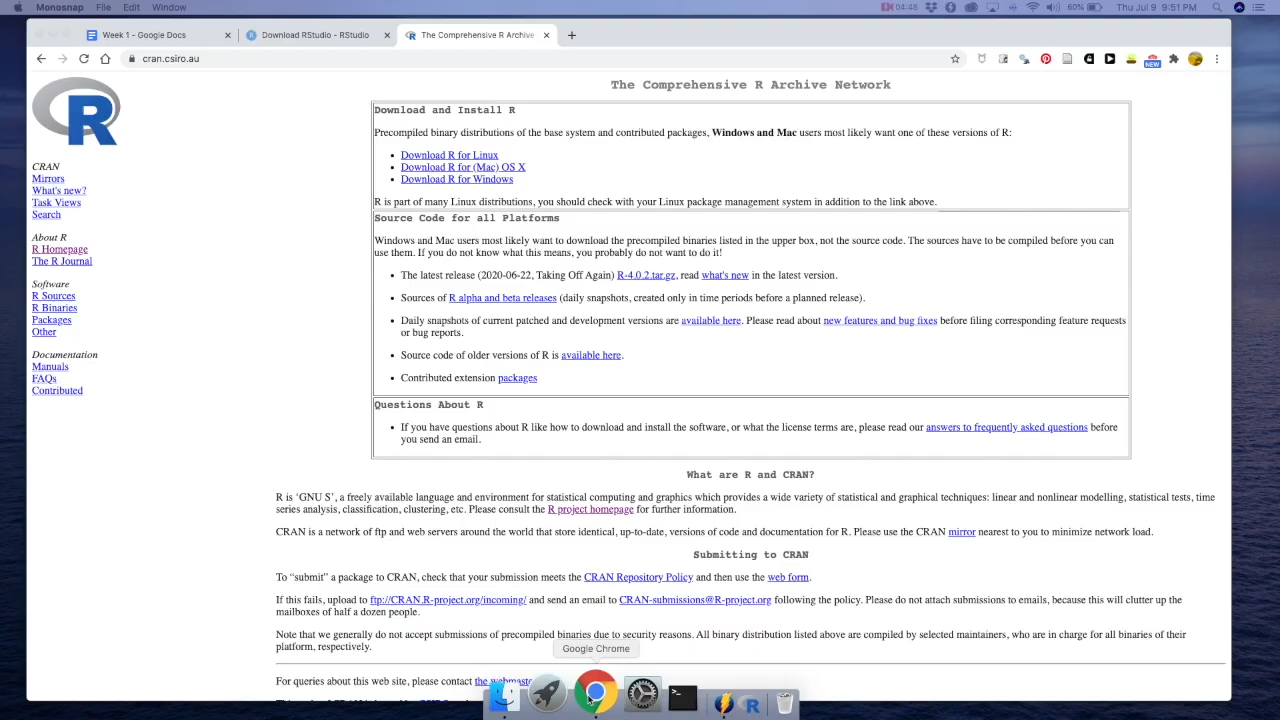 Monosnap File Edit Window
04:48 60% Thu Jul 9 9:51 PM
Week 1 - Google Docs
Download RStudio - RStudio
The Comprehensive R Archive
cran.csiro.au
NEW
R
The Comprehensive R Archive Network
CRAN
Mirrors
What's new?
Task Views
Search
About R
R Homepage
The R Journal
Software
R Sources
R Binaries
Packages
Other
Documentation
Manuals
FAQs
Contributed
Download and Install R
Precompiled binary distributions of the base system and contributed packages, Windows and Mac users most likely want one of these versions of R:
Download R for Linux
Download R for (Mac) OS X
Download R for Windows
R is part of many Linux distributions, you should check with your Linux package management system in addition to the link above.
Source Code for all Platforms
Windows and Mac users most likely want to download the precompiled binaries listed in the upper box, not the source code. The sources have to be compiled before you can
use them. If you do not know what this means, you probably do not want to do it!
The latest release (2020-06-22, Taking Off Again) R-4.0.2.tar.gz, read what's new in the latest version.
Sources of R alpha and beta releases (daily snapshots, created only in time periods before a planned release).
Daily snapshots of current patched and development versions are available here. Please read about new features and bug fixes before filing corresponding feature requests
or bug reports.
Source code of older versions of R is available here.
Contributed extension packages
Questions About R
If you have questions about R like how to download and install the software, or what the license terms are, please read our answers to frequently asked questions before
you send an email.
What are R and CRAN?
R is ‘GNU S’, a freely available language and environment for statistical computing and graphics which provides a wide variety of statistical and graphical techniques: linear and nonlinear modelling, statistical tests, time
series analysis, classification, clustering, etc. Please consult the R project homepage for further information.
CRAN is a network of ftp and web servers around the world that store identical, up-to-date, versions of code and documentation for R. Please use the CRAN mirror nearest to you to minimize network load.
Submitting to CRAN
To “submit” a package to CRAN, check that your submission meets the CRAN Repository Policy and then use the web form.
If this fails, upload to ftp://CRAN.R-project.org/incoming/ and send an email to CRAN-submissions@R-project.org following the policy. Please do not attach submissions to emails, because this will clutter up the
mailboxes of half a dozen people.
Note that we generally do not accept submissions of precompiled binaries due to security reasons. All binary distribution listed above are compiled by selected maintainers, who are in charge for all binaries of their
platform, respectively.
Google Chrome
For queries about this web site, please contact the webmaste
R